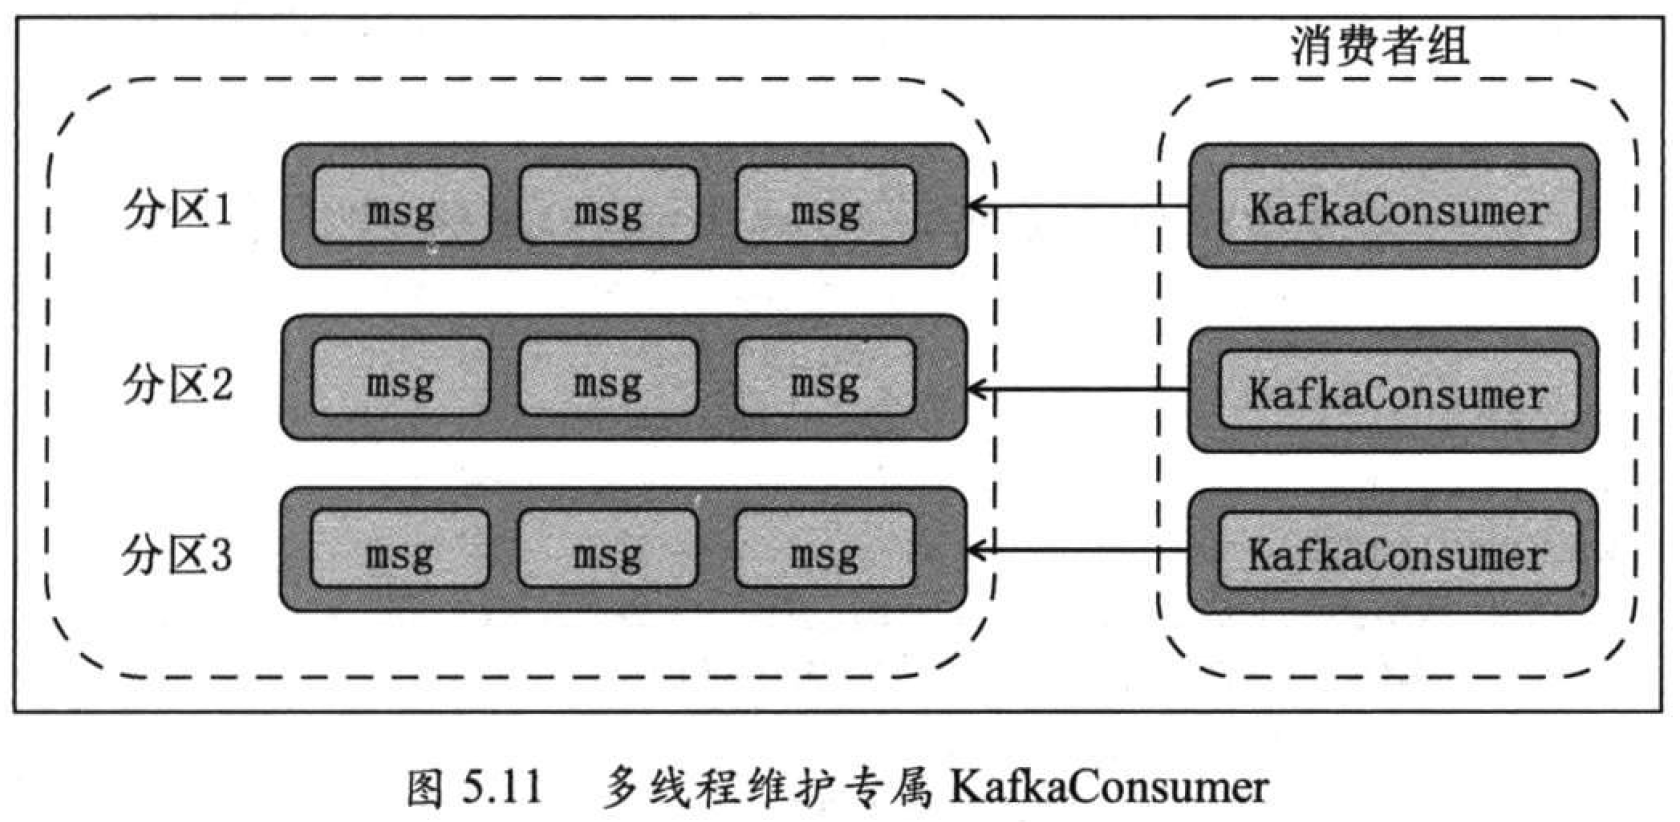 消费者组
分区1 msg msg msg KafkaConsumer
分区2 msg msg msg KafkaConsumer
分区3 msg msg msg KafkaConsumer
图 5.11 多线程维护专属 KafkaConsumer